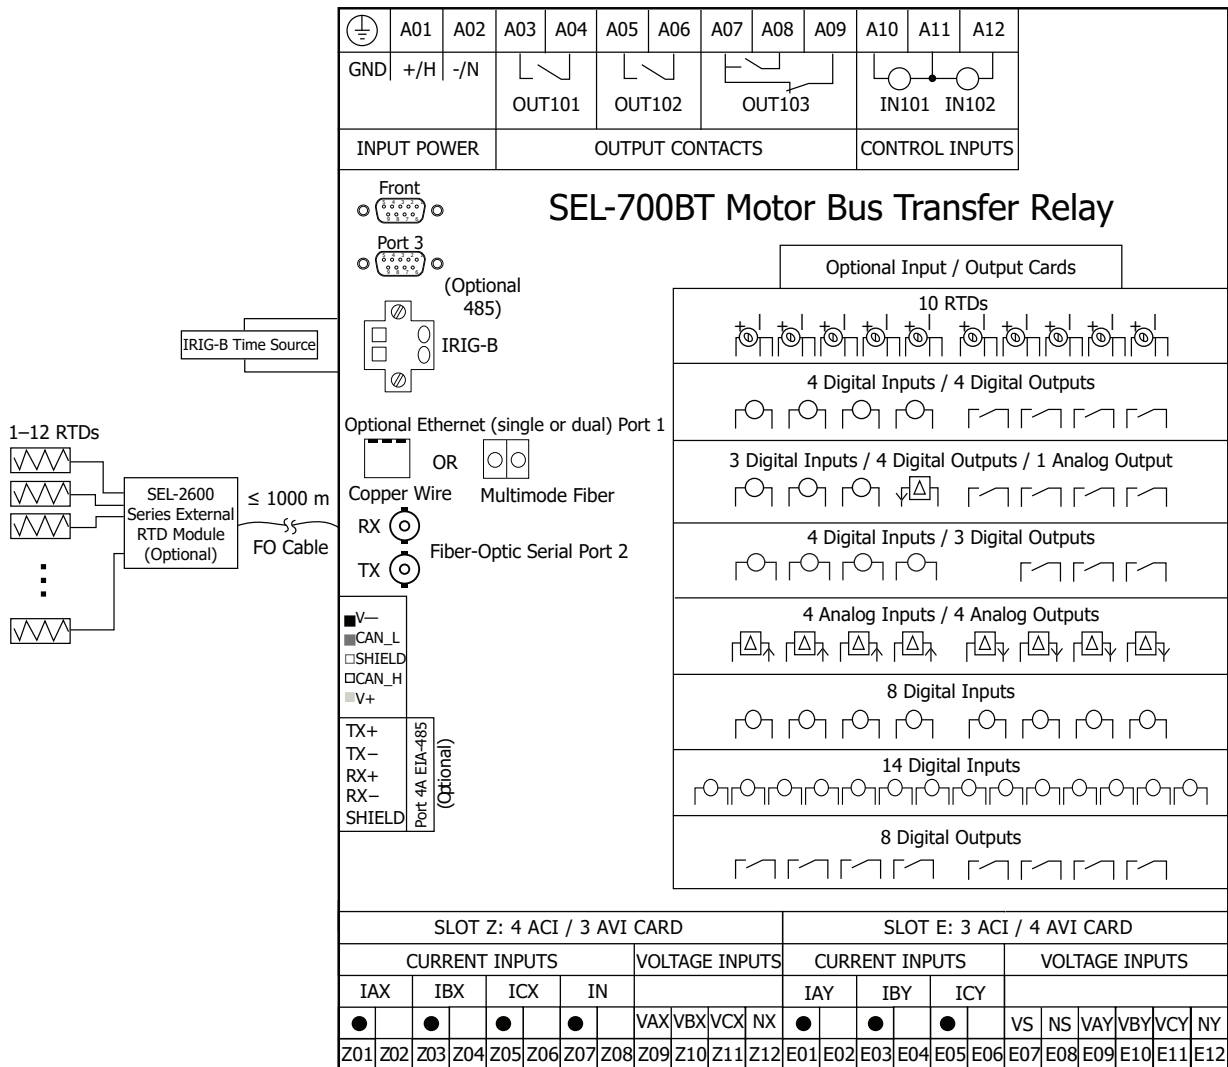 A01 A02 A03 A04 A05 A06 A07 A08 A09 A10 A11 A12
GND +/H -/N
OUT101 OUT102 OUT103 IN101 IN102
INPUT POWER OUTPUT CONTACTS CONTROL INPUTS
SEL-700BT Motor Bus Transfer Relay
Front
Port 3
(Optional
485)
IRIG-B
IRIG-B Time Source
Optional Ethernet (single or dual) Port 1
OR
Copper Wire Multimode Fiber
RX
TX
Fiber-Optic Serial Port 2
1–12 RTDs
SEL-2600
Series External
RTD Module
(Optional)
≤ 1000 m
FO Cable
V—
CAN_L
SHIELD
CAN_H
V+
TX+
TX−
RX+
RX−
SHIELD
Port 4A EIA-485
(Optional)
Optional Input / Output Cards
10 RTDs
+ + + + + + + + + +
4 Digital Inputs / 4 Digital Outputs
3 Digital Inputs / 4 Digital Outputs / 1 Analog Output
4 Digital Inputs / 3 Digital Outputs
4 Analog Inputs / 4 Analog Outputs
8 Digital Inputs
14 Digital Inputs
8 Digital Outputs
SLOT Z: 4 ACI / 3 AVI CARD SLOT E: 3 ACI / 4 AVI CARD
CURRENT INPUTS VOLTAGE INPUTS CURRENT INPUTS VOLTAGE INPUTS
IAX IBX ICX IN IAY IBY ICY
VAX VBX VCX NX VS NS VAY VBY VCY NY
Z01 Z02 Z03 Z04 Z05 Z06 Z07 Z08 Z09 Z10 Z11 Z12 E01 E02 E03 E04 E05 E06 E07 E08 E09 E10 E11 E12